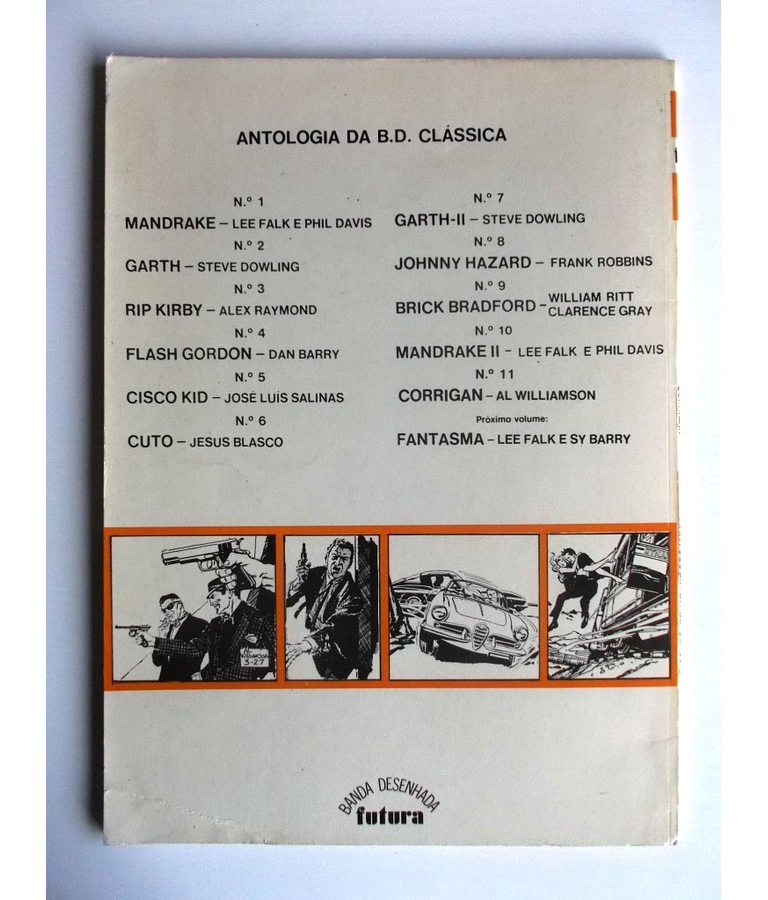 ANTOLOGIA DA B.D. CLÁSSICA
N.º 1
MANDRAKE – LEE FALK E PHIL DAVIS
N.º 2
GARTH – STEVE DOWLING
N.º 3
RIP KIRBY – ALEX RAYMOND
N.º 4
FLASH GORDON – DAN BARRY
N.º 5
CISCO KID – JOSÉ LUÍS SALINAS
N.º 6
CUTO – JESUS BLASCO
N.º 7
GARTH-II – STEVE DOWLING
N.º 8
JOHNNY HAZARD – FRANK ROBBINS
N.º 9
BRICK BRADFORD – WILLIAM RITT
CLARENCE GRAY
N.º 10
MANDRAKE II – LEE FALK E PHIL DAVIS
N.º 11
CORRIGAN – AL WILLIAMSON
Próximo volume:
FANTASMA – LEE FALK E SY BARRY
3-27
BANDA DESENHADA
futura